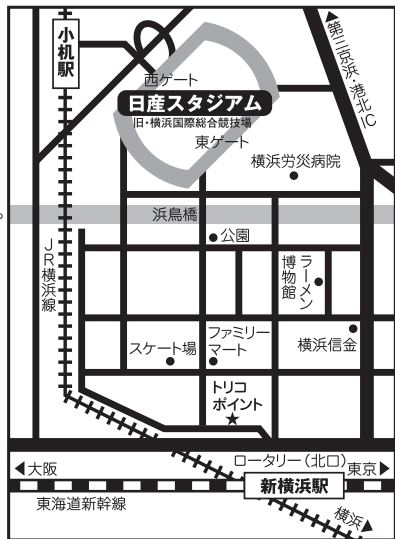 小机駅
西ゲート
日産スタジアム
旧・横浜国際総合競技場
東ゲート
▲第三京浜・港北IC
横浜労災病院
浜鳥橋
JR横浜線
公園
ラーメン
博物館
スケート場
ファミリー
マート
横浜信金
トリコ
ポイント
★
ロータリー(北口)
◀大阪
東京▶
新横浜駅
東海道新幹線
横浜▶